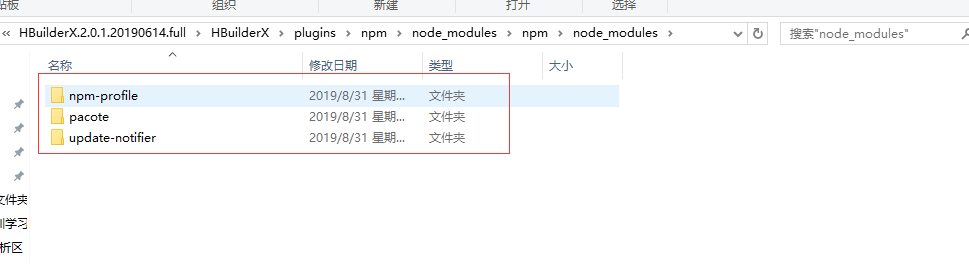 贴板 组织 新建 打开 选择
« HBuilderX.2.0.1.20190614.full > HBuilderX > plugins > npm > node_modules > npm > node_modules >
搜索"node_modules"
名称 修改日期 类型 大小
npm-profile 2019/8/31 星期... 文件夹
pacote 2019/8/31 星期... 文件夹
update-notifier 2019/8/31 星期... 文件夹
文件夹
训学习
析区